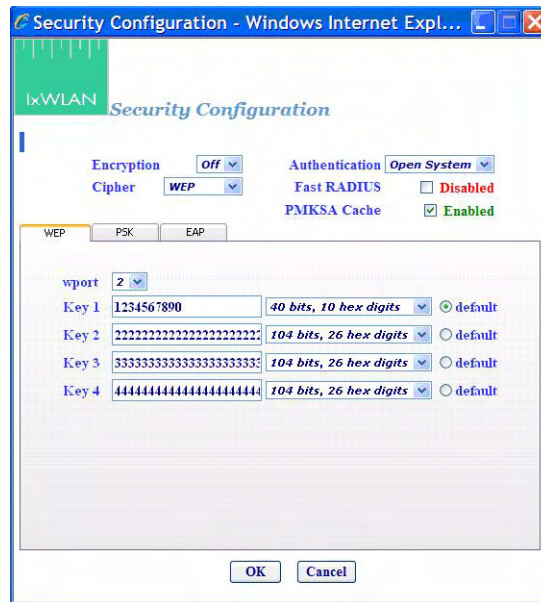 Security Configuration - Windows Internet Expl...
IxWLAN
Security Configuration
Encryption Off Authentication Open System
Cipher WEP Fast RADIUS Disabled
PMKSA Cache Enabled
WEP PSK EAP
wport 2
Key 1 1234567890 40 bits, 10 hex digits default
Key 2 22222222222222222222222 104 bits, 26 hex digits default
Key 3 33333333333333333333333 104 bits, 26 hex digits default
Key 4 44444444444444444444444 104 bits, 26 hex digits default
OK Cancel